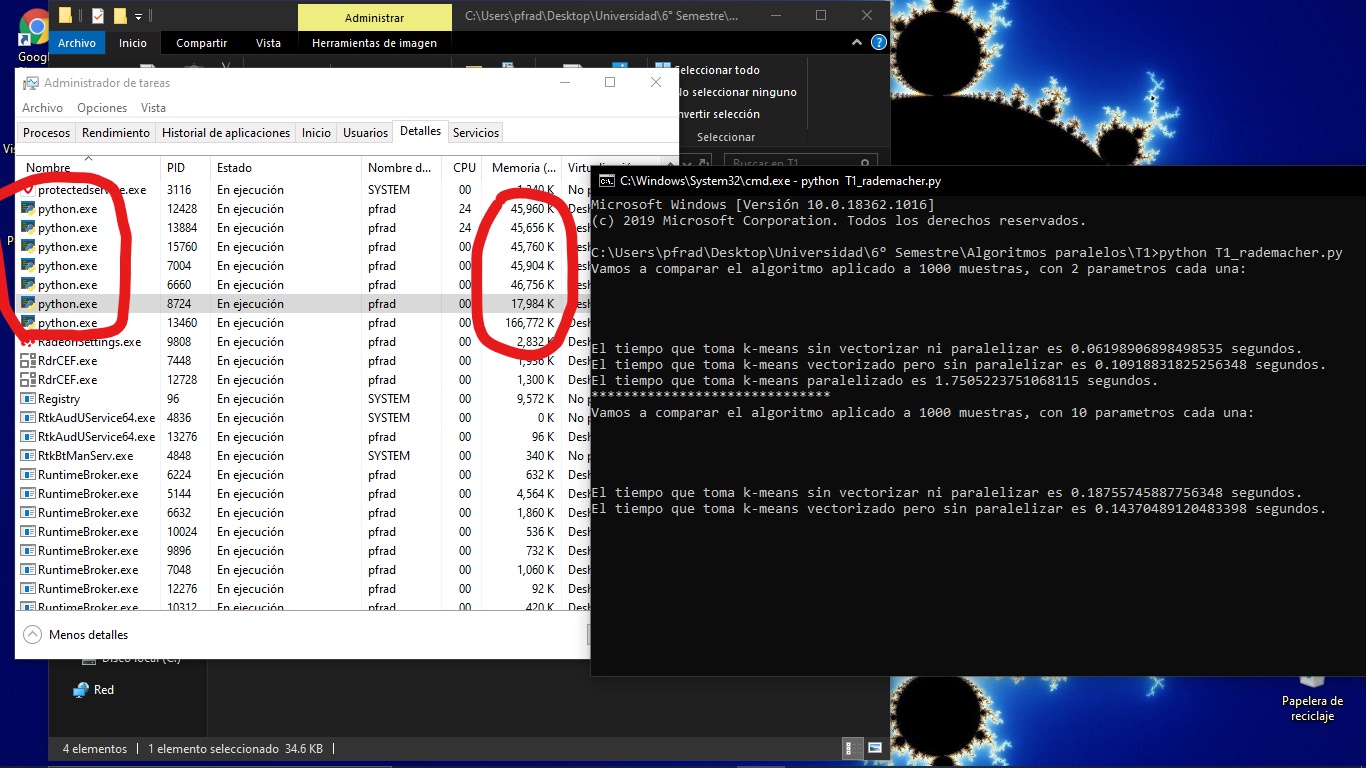 Administrar
C:\Users\pfrad\Desktop\Universidad\6° Semestre\...
Archivo Inicio Compartir Vista Herramientas de imagen
Seleccionar todo
No seleccionar ninguno
Invertir selección
Seleccionar
Buscar en T1
Administrador de tareas
Archivo Opciones Vista
Procesos Rendimiento Historial de aplicaciones Inicio Usuarios Detalles Servicios
Nombre PID Estado Nombre d... CPU Memoria (...
protectedservice.exe 3116 En ejecución SYSTEM 00 1,340 K No p
python.exe 12428 En ejecución pfrad 24 45,960 K Desh
python.exe 13884 En ejecución pfrad 24 45,656 K Desh
python.exe 15760 En ejecución pfrad 00 45,760 K Desh
python.exe 7004 En ejecución pfrad 00 45,904 K Desh
python.exe 6660 En ejecución pfrad 00 46,756 K Desh
python.exe 8724 En ejecución pfrad 00 17,984 K Desh
python.exe 13460 En ejecución pfrad 00 166,772 K Desh
RadeonSettings.exe 9808 En ejecución pfrad 00 2,832 K Desh
RdrCEF.exe 7448 En ejecución pfrad 00 1,936 K Desh
RdrCEF.exe 12728 En ejecución pfrad 00 1,300 K Desh
Registry 96 En ejecución SYSTEM 00 9,572 K No p
RtkAudUService64.exe 4836 En ejecución SYSTEM 00 0 K No p
RtkAudUService64.exe 13276 En ejecución pfrad 00 96 K Desh
RtkBtManServ.exe 4848 En ejecución SYSTEM 00 340 K No p
RuntimeBroker.exe 6224 En ejecución pfrad 00 632 K Desh
RuntimeBroker.exe 5144 En ejecución pfrad 00 4,564 K Desh
RuntimeBroker.exe 6632 En ejecución pfrad 00 1,860 K Desh
RuntimeBroker.exe 10024 En ejecución pfrad 00 536 K Desh
RuntimeBroker.exe 9896 En ejecución pfrad 00 732 K Desh
RuntimeBroker.exe 7048 En ejecución pfrad 00 1,060 K Desh
RuntimeBroker.exe 12276 En ejecución pfrad 00 92 K Desh
RuntimeBroker.exe 10312 En ejecución pfrad 00 420 K Desh
Menos detalles
Disco local (C:)
Red
4 elementos 1 elemento seleccionado 34.6 KB
C:\Windows\System32\cmd.exe - python T1_rademacher.py
Microsoft Windows [Versión 10.0.18362.1016]
(c) 2019 Microsoft Corporation. Todos los derechos reservados.
C:\Users\pfrad\Desktop\Universidad\6º Semestre\Algoritmos paralelos\T1>python T1_rademacher.py
Vamos a comparar el algoritmo aplicado a 1000 muestras, con 2 parametros cada una:
El tiempo que toma k-means sin vectorizar ni paralelizar es 0.06198906898498535 segundos.
El tiempo que toma k-means vectorizado pero sin paralelizar es 0.10918831825256348 segundos.
El tiempo que toma k-means paralelizado es 1.7505223751068115 segundos.
******************************
Vamos a comparar el algoritmo aplicado a 1000 muestras, con 10 parametros cada una:
El tiempo que toma k-means sin vectorizar ni paralelizar es 0.18755745887756348 segundos.
El tiempo que toma k-means vectorizado pero sin paralelizar es 0.14370489120483398 segundos.
Papelera de
reciclaje